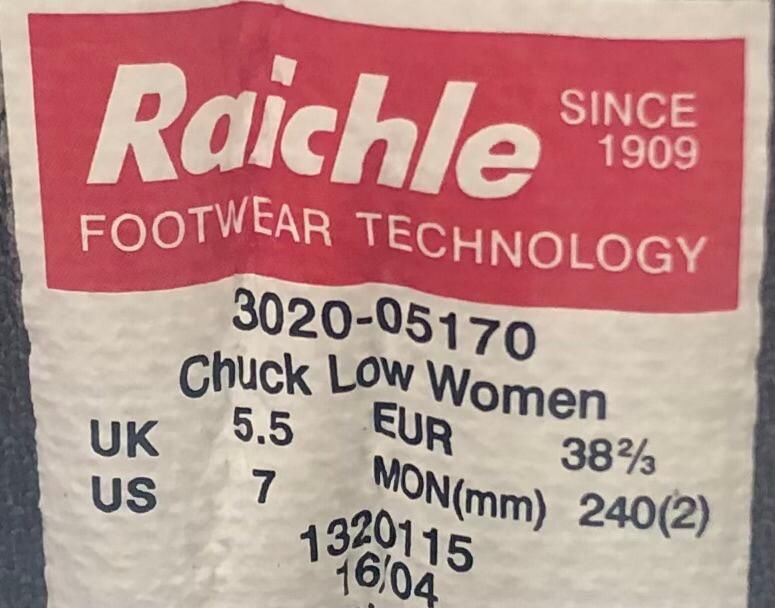 Raichle SINCE 1909
FOOTWEAR TECHNOLOGY
3020-05170
Chuck Low Women
UK 5.5 EUR 38⅔
US 7 MON(mm) 240(2)
1320115
16/04